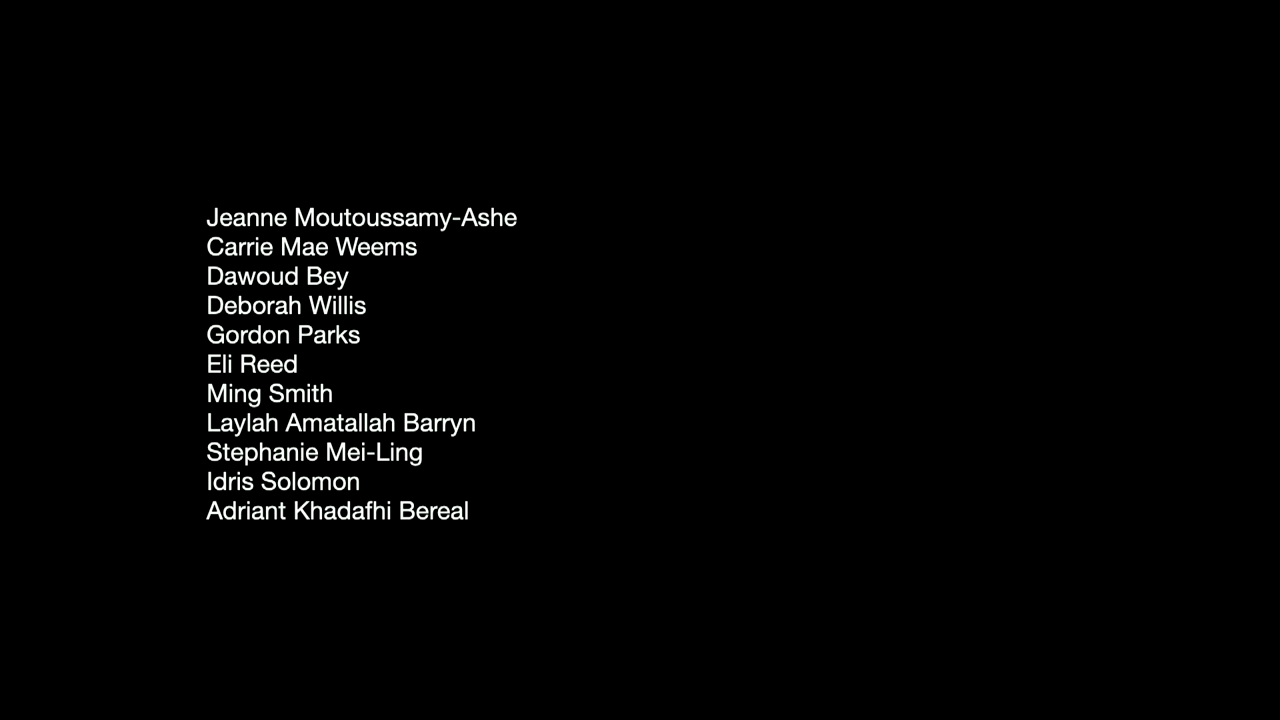 Jeanne Moutoussamy-Ashe
Carrie Mae Weems
Dawoud Bey
Deborah Willis
Gordon Parks
Eli Reed
Ming Smith
Laylah Amatallah Barryn
Stephanie Mei-Ling
Idris Solomon
Adriant Khadafhi Bereal